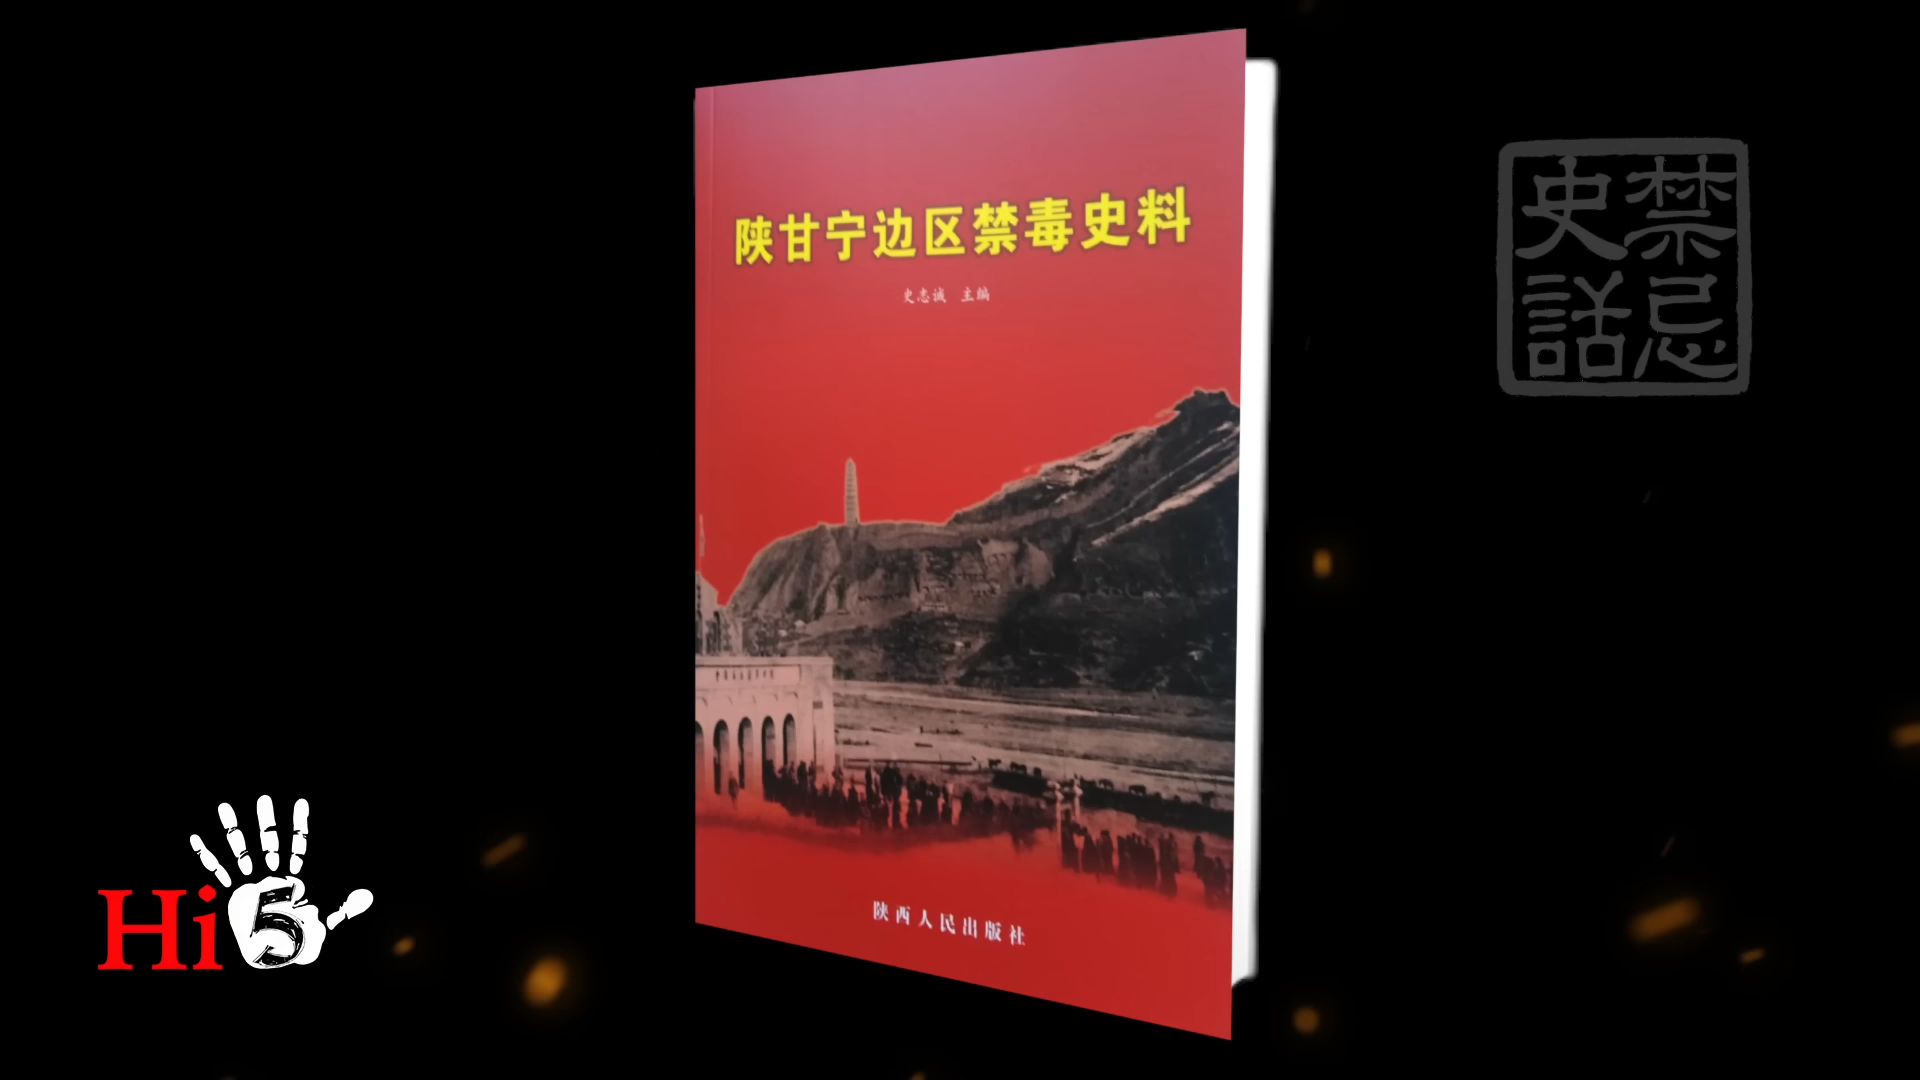 陕甘宁边区禁毒史料
史志诚 主编
陕西人民出版社
禁忌
史話
Hi5